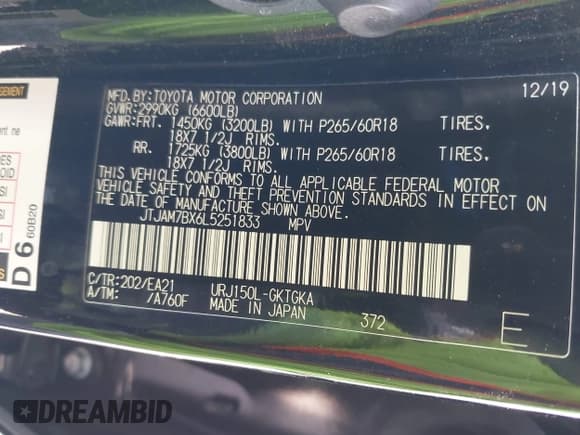 MFD.BY:TOYOTA MOTOR CORPORATION 12/19
GVWR:2990KG (6600LB)
GAWR:FRT. 1450KG (3200LB) WITH P265/60R18 TIRES.
18X7 1/2J RIMS.
RR. 1725KG (3800LB) WITH P265/60R18 TIRES.
18X7 1/2J RIMS.
THIS VEHICLE CONFORMS TO ALL APPLICABLE FEDERAL MOTOR
VEHICLE SAFETY AND THEFT PREVENTION STANDARDS IN EFFECT ON
THE DATE OF MANUFACTURE SHOWN ABOVE.
JTJAM7BX6L5251833 MPV
C/TR:202/EA21 URJ150L-GKTGKA
A/TM: /A760F MADE IN JAPAN 372
E
D 6 60B20
DREAMBID